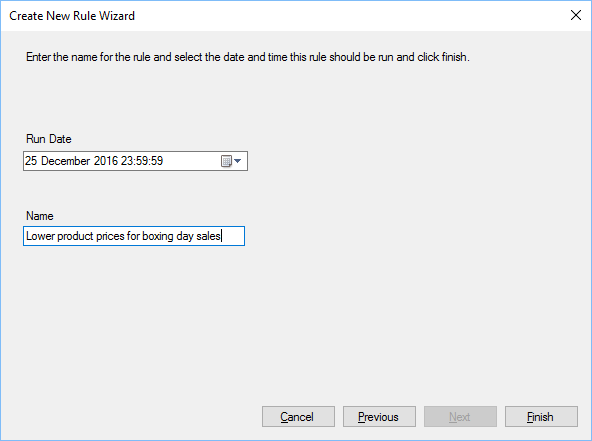 Create New Rule Wizard
Enter the name for the rule and select the date and time this rule should be run and click finish.
Run Date
25 December 2016 23:59:59
Name
Lower product prices for boxing day sales
Cancel Previous Next Finish